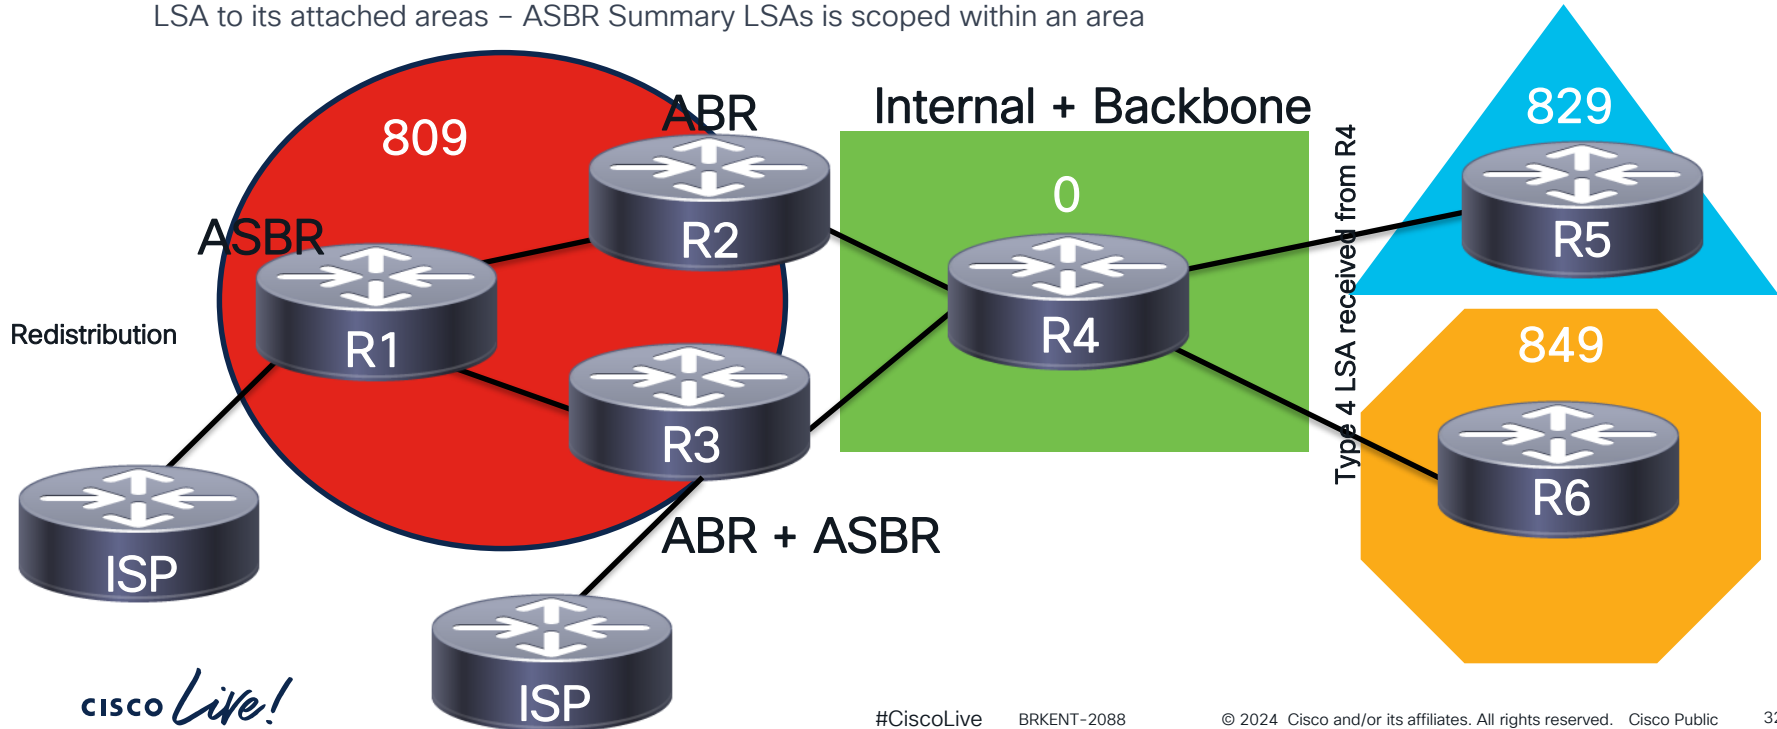 LSA to its attached areas – ASBR Summary LSAs is scoped within an area
809
ABR
Internal + Backbone
829
ASBR
R2
0
R5
Type 4 LSA received from R4
R1
R4
849
Redistribution
R3
R6
ABR + ASBR
ISP
ISP
CISCO Live!
#CiscoLive
BRKENT-2088
© 2024 Cisco and/or its affiliates. All rights reserved. Cisco Public
32